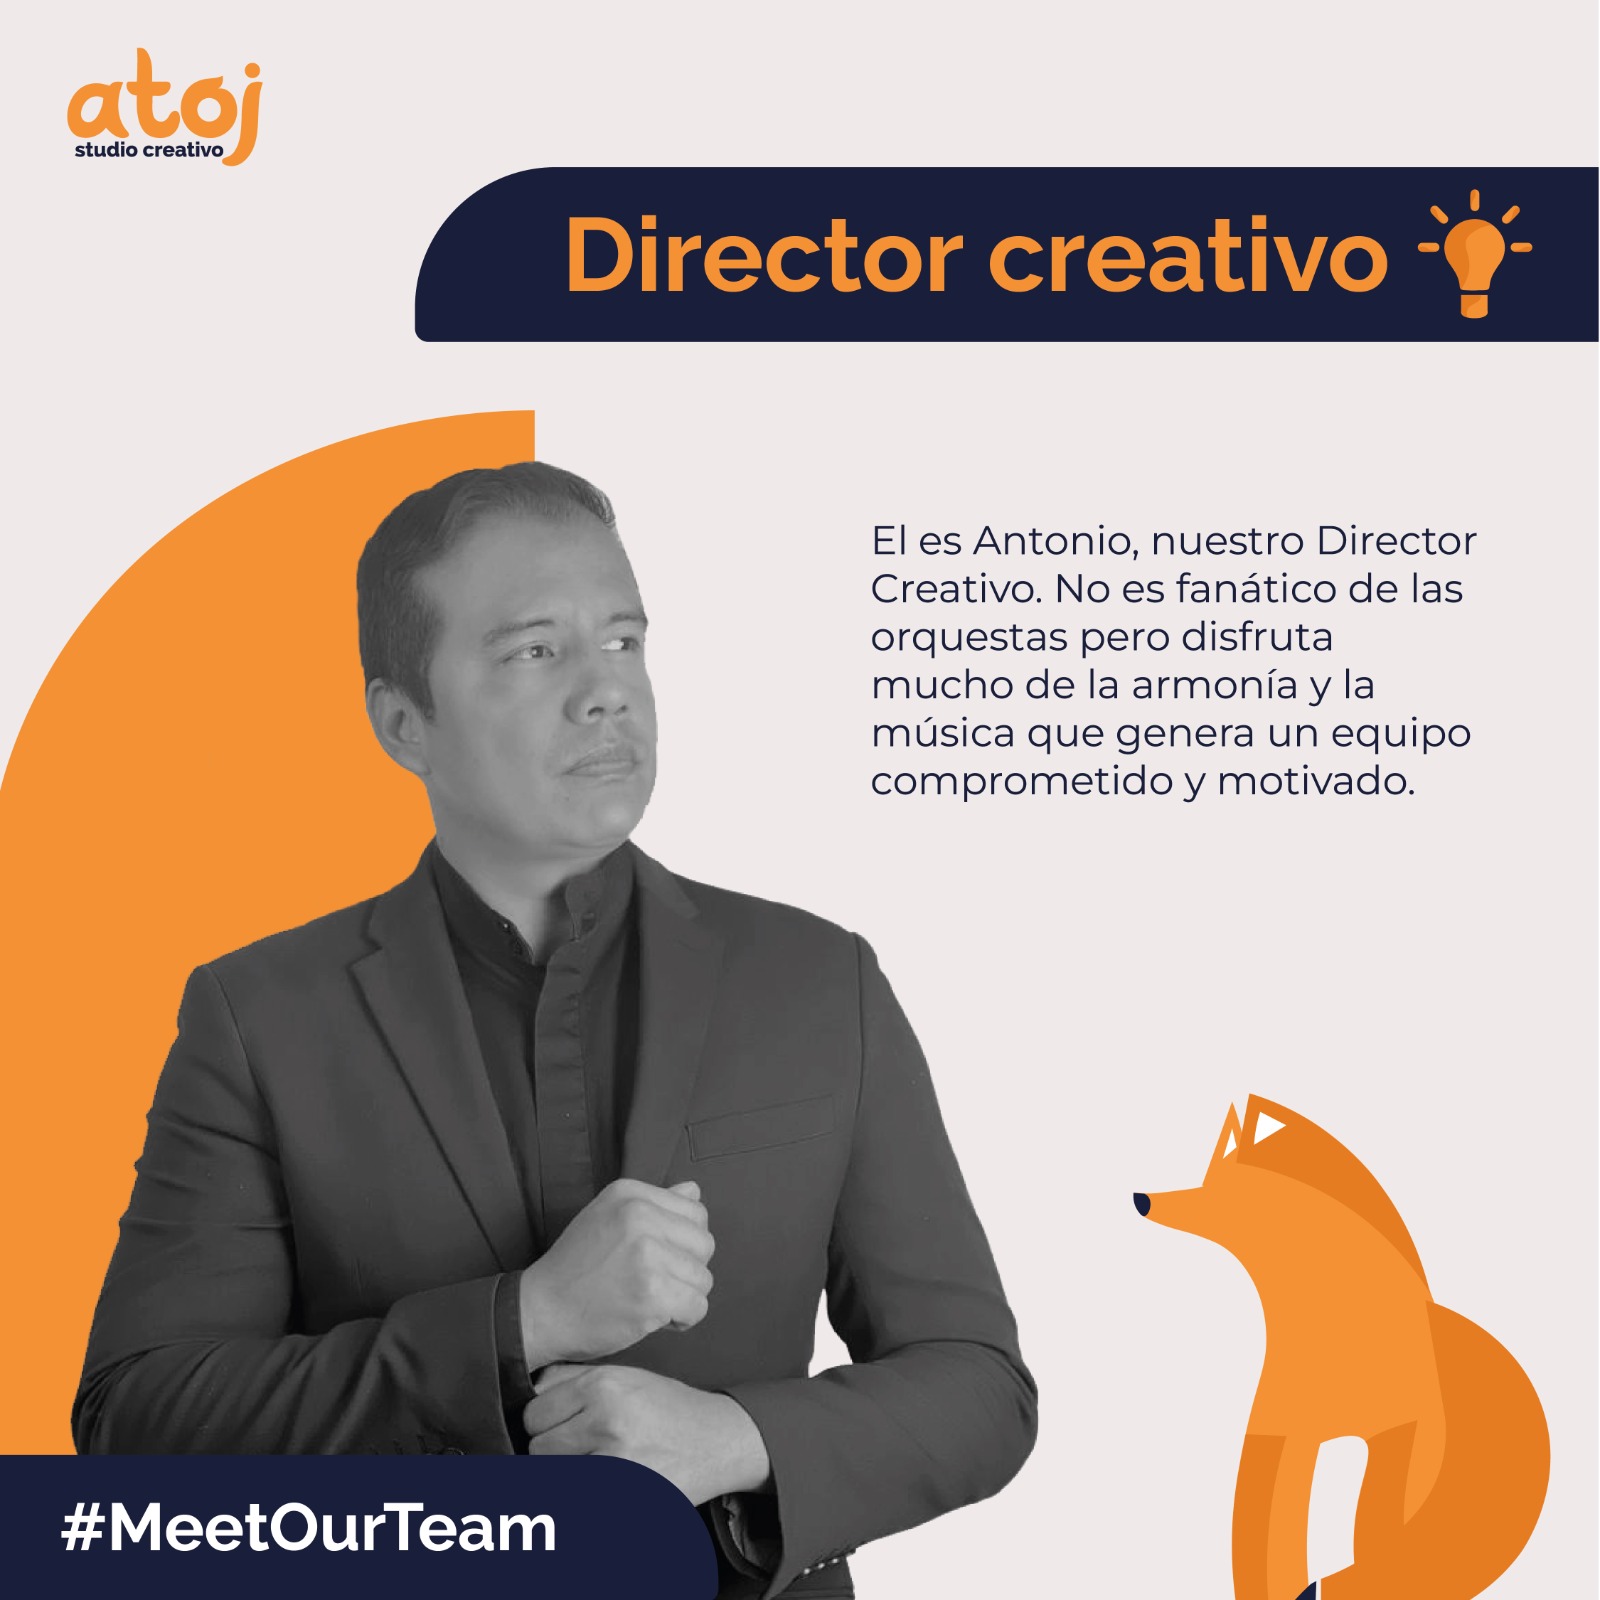 atoj
studio creativo
Director creativo
El es Antonio, nuestro Director
Creativo. No es fanático de las
orquestas pero disfruta
mucho de la armonía y la
música que genera un equipo
comprometido y motivado.
#MeetOurTeam